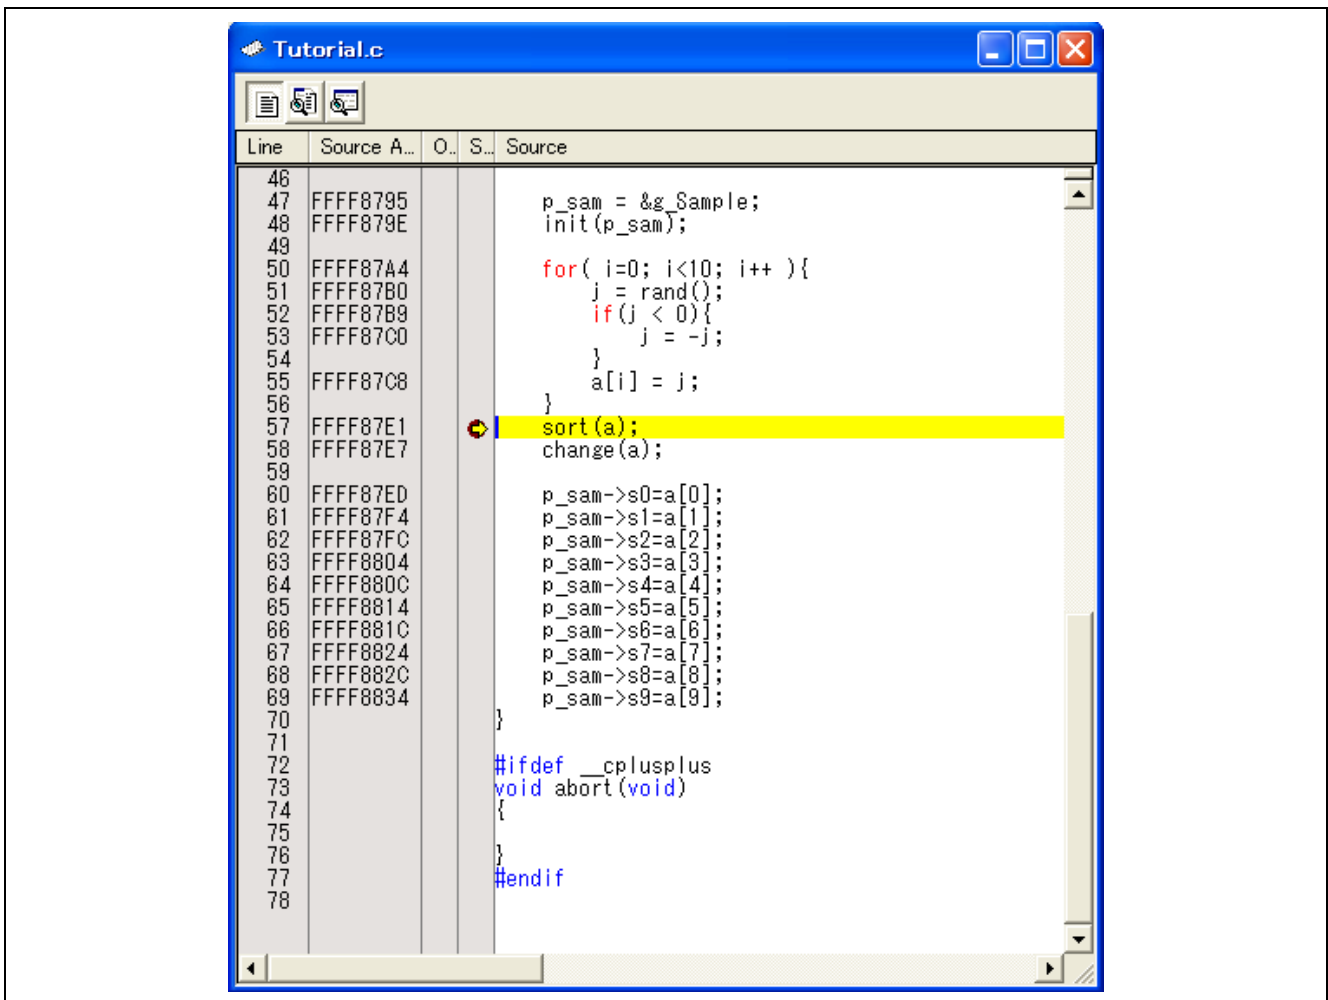 Tutorial.c
Line Source A... O.. S... Source
46
47 FFFF8795 p_sam = &g_Sample;
48 FFFF879E init(p_sam);
49
50 FFFF87A4 for( i=0; i<10; i++ ){
51 FFFF87B0 j = rand();
52 FFFF87B9 if(j < 0){
53 FFFF87C0 j = -j;
54 }
55 FFFF87C8 a[i] = j;
56 }
57 FFFF87E1 sort(a);
58 FFFF87E7 change(a);
59
60 FFFF87ED p_sam->s0=a[0];
61 FFFF87F4 p_sam->s1=a[1];
62 FFFF87FC p_sam->s2=a[2];
63 FFFF8804 p_sam->s3=a[3];
64 FFFF880C p_sam->s4=a[4];
65 FFFF8814 p_sam->s5=a[5];
66 FFFF881C p_sam->s6=a[6];
67 FFFF8824 p_sam->s7=a[7];
68 FFFF882C p_sam->s8=a[8];
69 FFFF8834 p_sam->s9=a[9];
70 }
71
72 #ifdef __cplusplus
73 void abort(void)
74 {
75
76 }
77 #endif
78